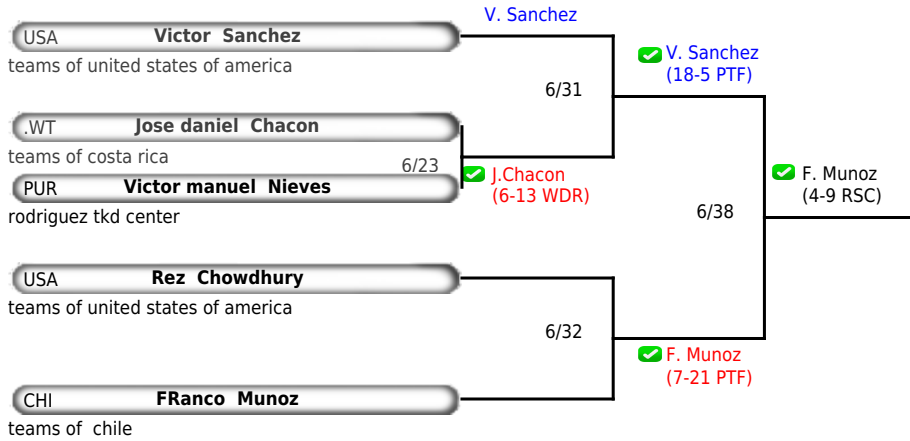 V. Sanchez
USA Victor Sanchez
teams of united states of america
V. Sanchez
(18-5 PTF)
6/31
.WT Jose daniel Chacon
teams of costa rica
6/23
J.Chacon
(6-13 WDR)
PUR Victor manuel Nieves
rodriguez tkd center
F. Munoz
(4-9 RSC)
6/38
USA Rez Chowdhury
teams of united states of america
6/32
F. Munoz
(7-21 PTF)
CHI FRanco Munoz
teams of chile